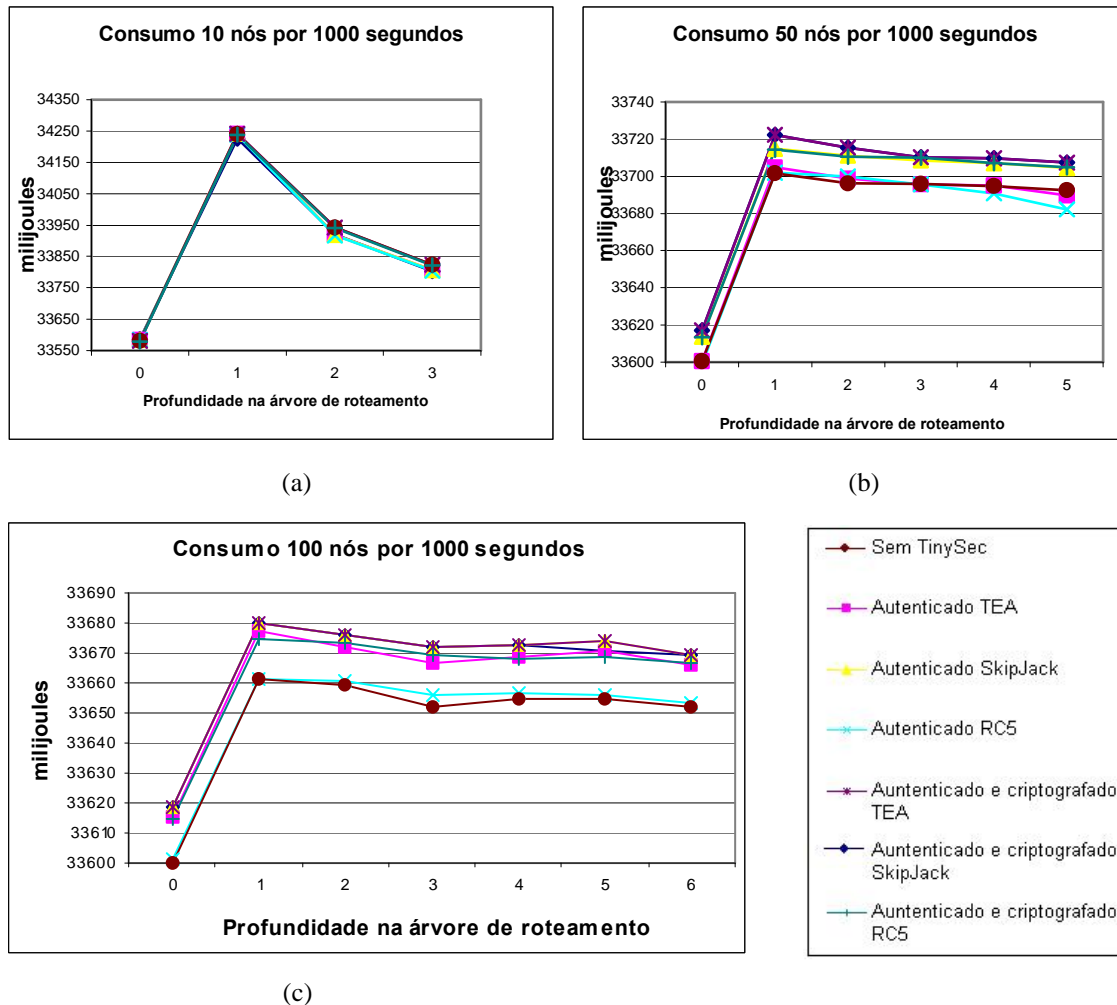 Consumo 10 nós por 1000 segundos
34350
34250
34150
34050
33950
33850
33750
33650
33550
milijoules
0 1 2 3
Profundidade na árvore de roteamento
(a)
Consumo 50 nós por 1000 segundos
33740
33720
33700
33680
33660
33640
33620
33600
milijoules
0 1 2 3 4 5
Profundidade na árvore de roteamento
(b)
Consumo 100 nós por 1000 segundos
33690
33680
33670
33660
33650
33640
33630
33620
33610
33600
milijoules
0 1 2 3 4 5 6
Profundidade na árvore de roteamento
(c)
Sem TinySec
Autenticado TEA
Autenticado SkipJack
Autenticado RC5
Auntenticado e criptografado
TEA
Auntenticado e criptografado
SkipJack
Auntenticado e criptografado
RC5